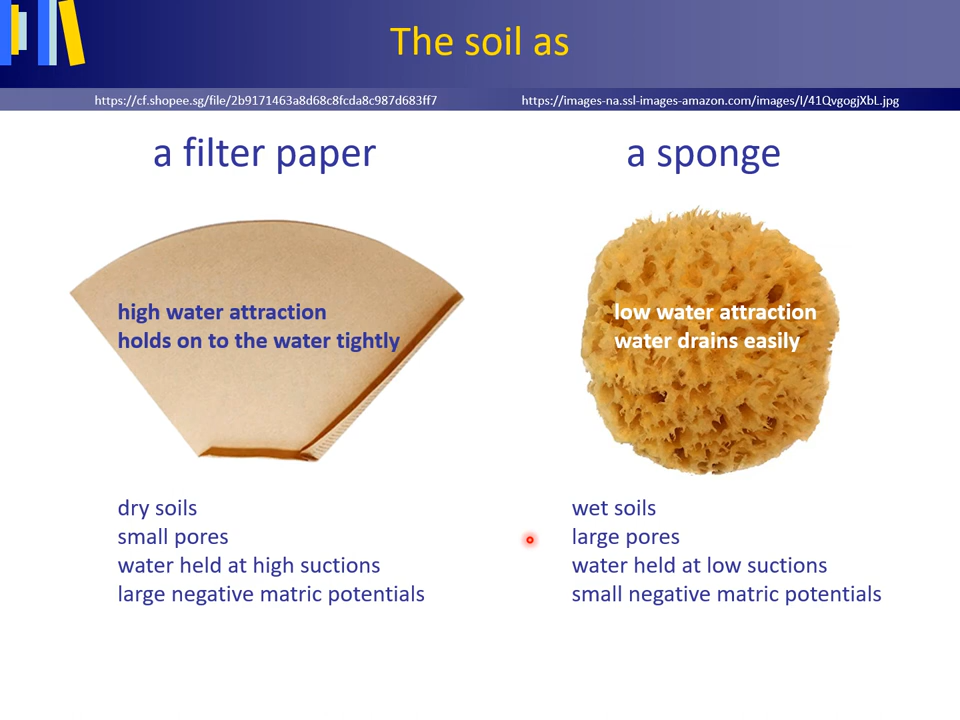 The soil as
https://cf.shopee.sg/file/2b9171463a8d68c8fcda8c987d683ff7
https://images-na.ssl-images-amazon.com/images/I/41QvgogjXbL.jpg
a filter paper
a sponge
high water attraction
holds on to the water tightly
low water attraction
water drains easily
dry soils
small pores
water held at high suctions
large negative matric potentials
wet soils
large pores
water held at low suctions
small negative matric potentials